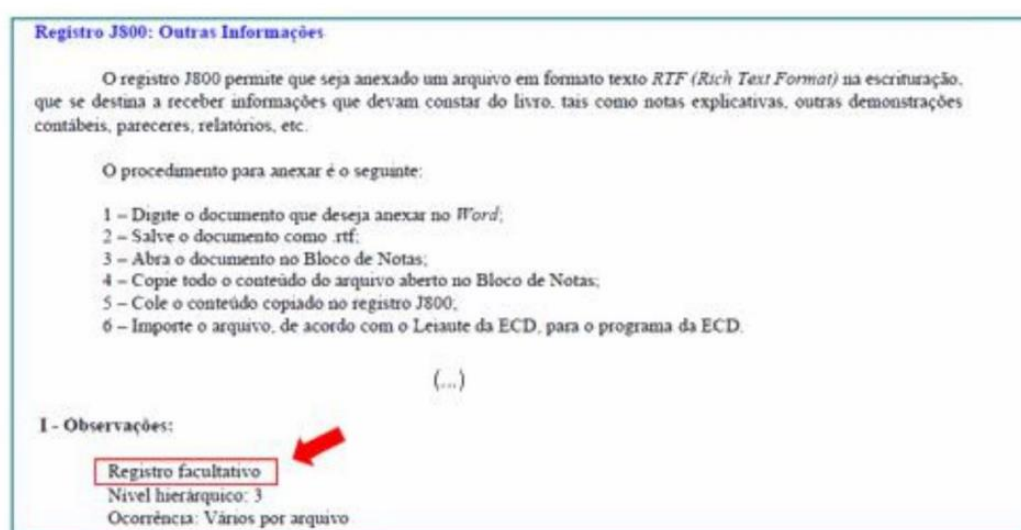 Registro J800: Outras Informações
O registro J800 permite que seja anexado um arquivo em formato texto RTF (Rich Text Format) na escrituração,
que se destina a receber informações que devam constar do livro, tais como notas explicativas, outras demonstrações
contábeis, pareceres, relatórios, etc.
O procedimento para anexar é o seguinte:
1 – Digite o documento que deseja anexar no Word;
2 – Salve o documento como .rtf;
3 – Abra o documento no Bloco de Notas;
4 – Copie todo o conteúdo do arquivo aberto no Bloco de Notas;
5 – Cole o conteúdo copiado no registro J800;
6 – Importe o arquivo, de acordo com o Leiaute da ECD, para o programa da ECD.
(...)
I - Observações:
Registro facultativo
Nível hierárquico: 3
Ocorrência: Vários por arquivo